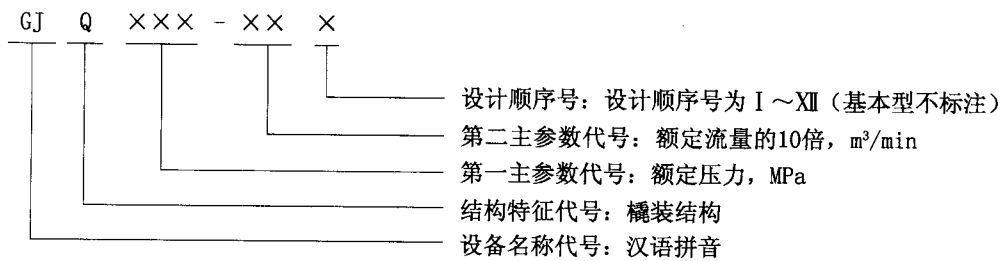 GJ Q ××× - ×× ×
设计顺序号：设计顺序号为Ⅰ～Ⅻ（基本型不标注）
第二主参数代号：额定流量的10倍，m³/min
第一主参数代号：额定压力，MPa
结构特征代号：橇装结构
设备名称代号：汉语拼音